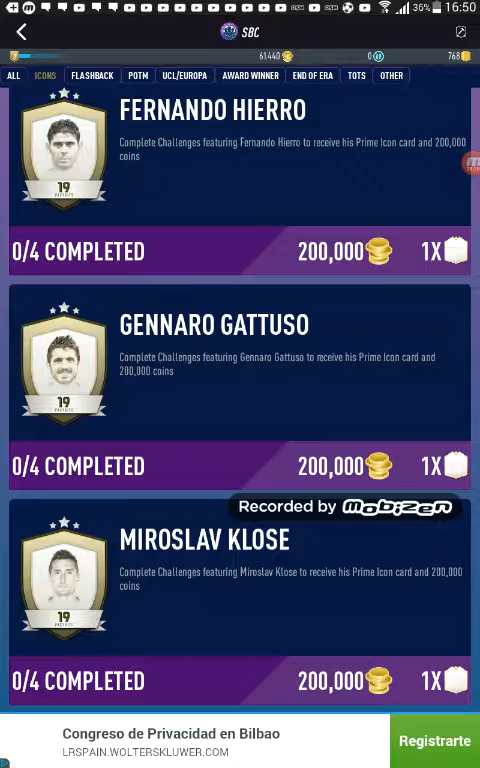 36% 16:50
SBC
61.440 0 768
ALL ICONS FLASHBACK POTM UCL/EUROPA AWARD WINNER END OF ERA TOTS OTHER
FERNANDO HIERRO
Complete Challenges featuring Fernando Hierro to receive his Prime Icon card and 200,000
coins
19
0/4 COMPLETED 200,000 1X
GENNARO GATTUSO
Complete Challenges featuring Gennaro Gattuso to receive his Prime Icon card and
200,000 coins
19
0/4 COMPLETED 200,000 1X
Recorded by Mobizen
MIROSLAV KLOSE
Complete Challenges featuring Miroslav Klose to receive his Prime Icon card and 200,000
coins
19
0/4 COMPLETED 200,000 1X
Congreso de Privacidad en Bilbao
LRSPAIN.WOLTERSKLUWER.COM
Registrarte